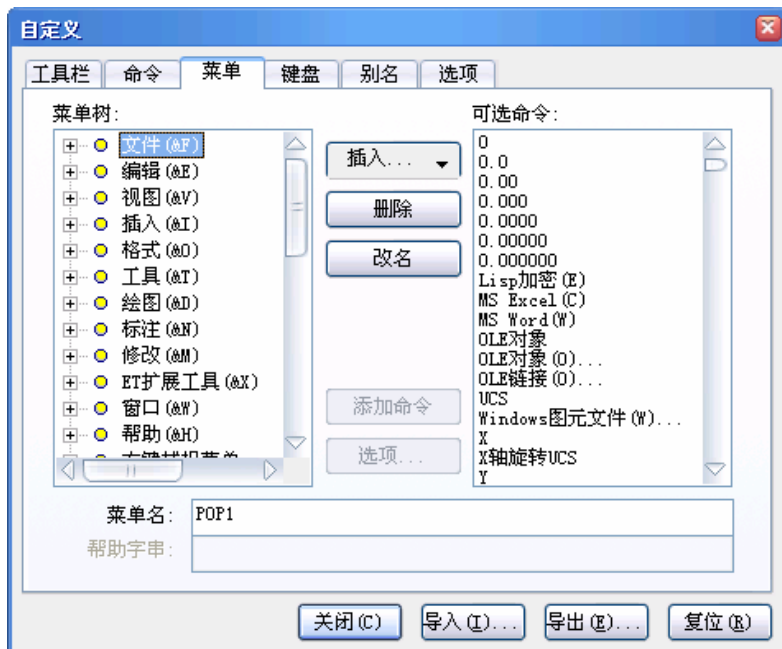 自定义
工具栏 命令 菜单 键盘 别名 选项
菜单树:
文件(&F)
编辑(&E)
视图(&V)
插入(&I)
格式(&O)
工具(&T)
绘图(&D)
标注(&N)
修改(&M)
ET扩展工具(&X)
窗口(&W)
帮助(&H)
插入...
删除
改名
添加命令
选项...
可选命令:
0
0.0
0.00
0.000
0.0000
0.00000
0.000000
Lisp加密(E)
MS Excel(C)
MS Word(W)
OLE对象
OLE对象(O)...
OLE链接(O)...
UCS
Windows图元文件(W)...
X
X轴旋转UCS
Y
菜单名: POP1
帮助字串:
关闭(C) 导入(I)... 导出(E)... 复位(R)